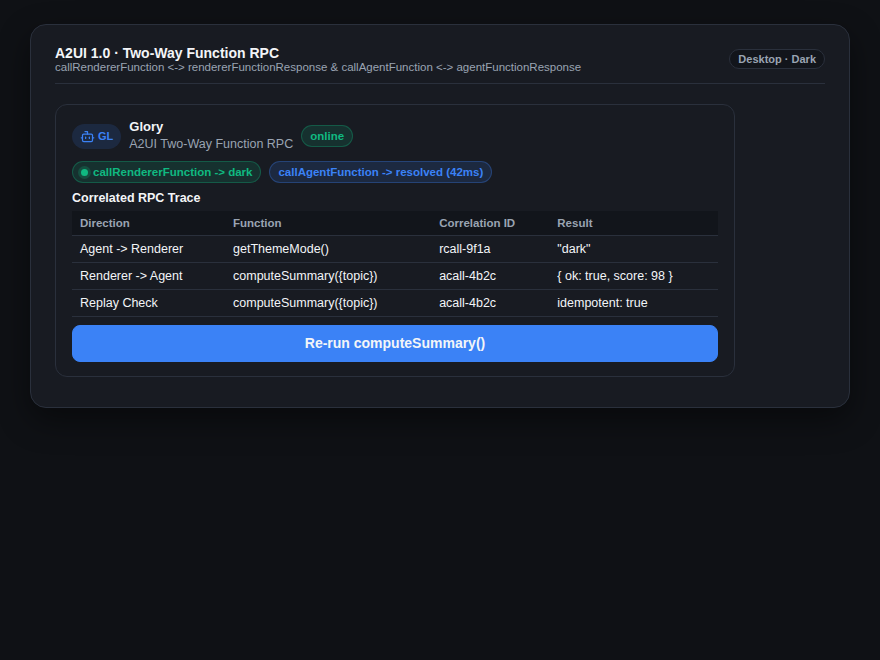 A2UI 1.0 · Two-Way Function RPC
callRendererFunction <-> rendererFunctionResponse & callAgentFunction <-> agentFunctionResponse
Desktop · Dark
GL
Glory
A2UI Two-Way Function RPC
online
callRendererFunction -> dark
callAgentFunction -> resolved (42ms)
Correlated RPC Trace
Direction Function Correlation ID Result
Agent -> Renderer getThemeMode() rcall-9f1a "dark"
Renderer -> Agent computeSummary({topic}) acall-4b2c { ok: true, score: 98 }
Replay Check computeSummary({topic}) acall-4b2c idempotent: true
Re-run computeSummary()